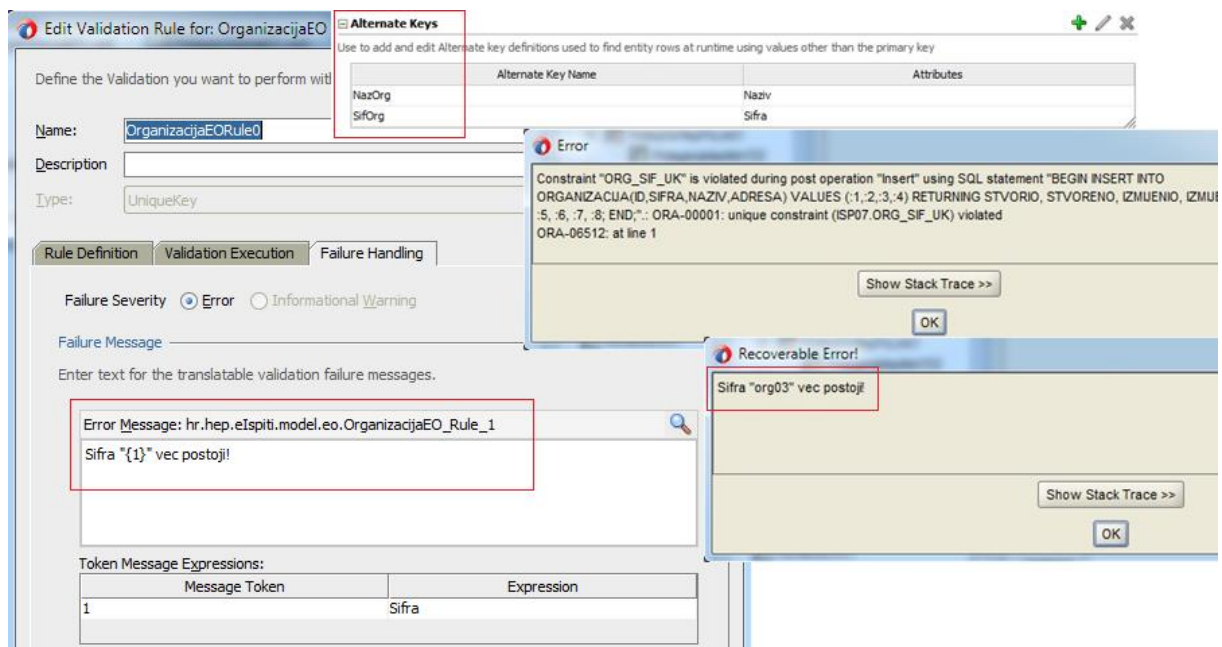 Edit Validation Rule for: OrganizacijaEO
Define the Validation you want to perform with
Name:
OrganizacijaEORule0
Description
Type:
UniqueKey
Rule Definition
Validation Execution
Failure Handling
Failure Severity
Error
Informational Warning
Failure Message
Enter text for the translatable validation failure messages.
Error Message: hr.hep.eIspiti.model.eo.OrganizacijaEO_Rule_1
Sifra "{1}" vec postoji!
Token Message Expressions:
Message Token
Expression
1
Sifra
Alternate Keys
Use to add and edit Alternate key definitions used to find entity rows at runtime using values other than the primary key
Alternate Key Name
Attributes
NazOrg
Naziv
SifOrg
Sifra
Error
Constraint "ORG_SIF_UK" is violated during post operation "Insert" using SQL statement "BEGIN INSERT INTO
ORGANIZACIJA(ID,SIFRA,NAZIV,ADRESA) VALUES (:1,:2,:3,:4) RETURNING STVORIO, STVORENO, IZMIJENIO,
:5, :6, :7, :8; END;".: ORA-00001: unique constraint (ISP07.ORG_SIF_UK) violated
ORA-06512: at line 1
Show Stack Trace >>
OK
Recoverable Error!
Sifra "org03" vec postoji!
Show Stack Trace >>
OK